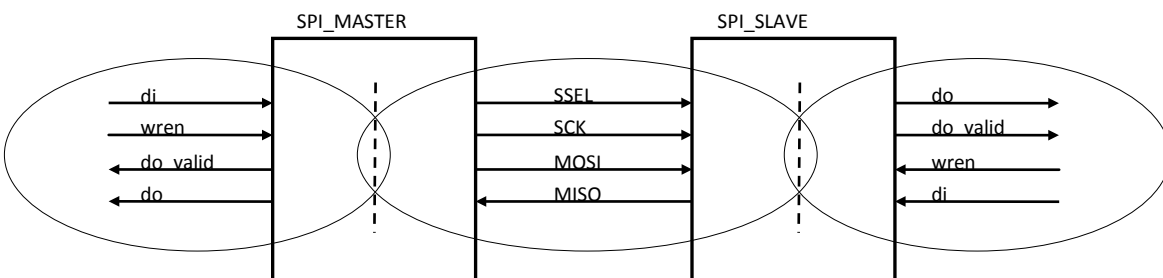 SPI_MASTER SPI_SLAVE
di SSEL do
wren SCK do_valid
do_valid MOSI wren
do MISO di